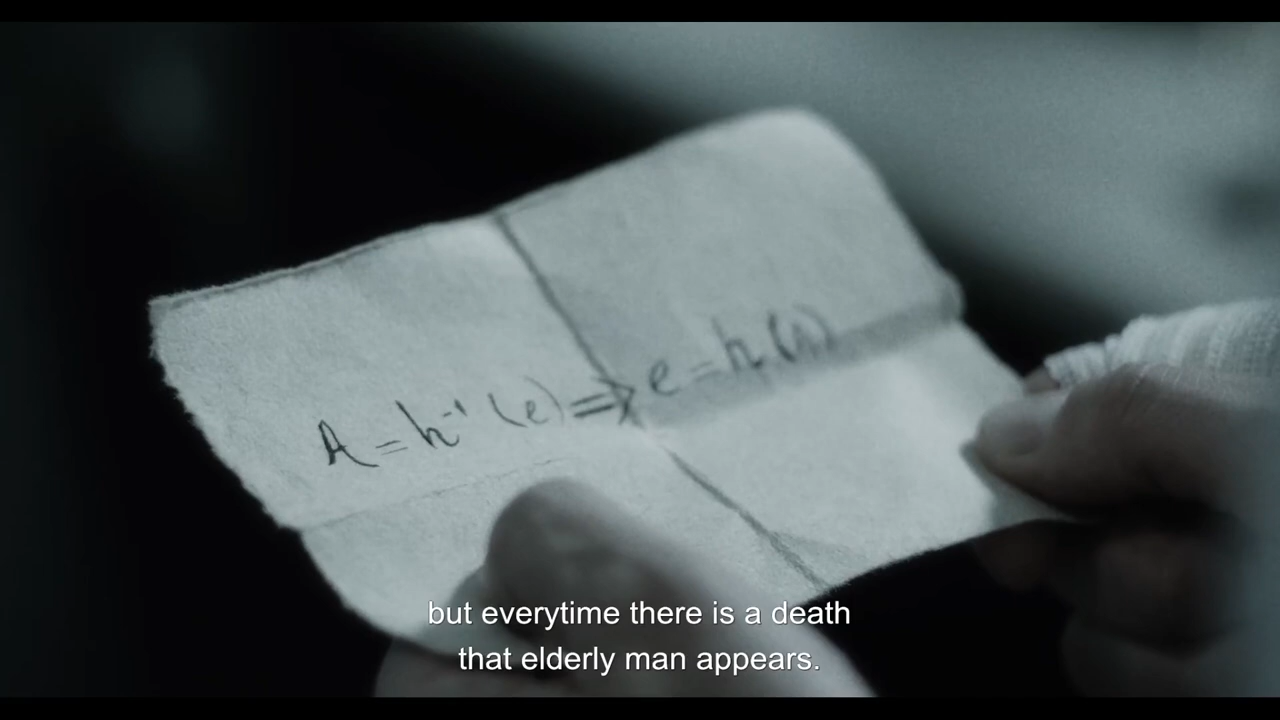 A = h⁻¹ (e) => e = h (A)
but everytime there is a death
that elderly man appears.